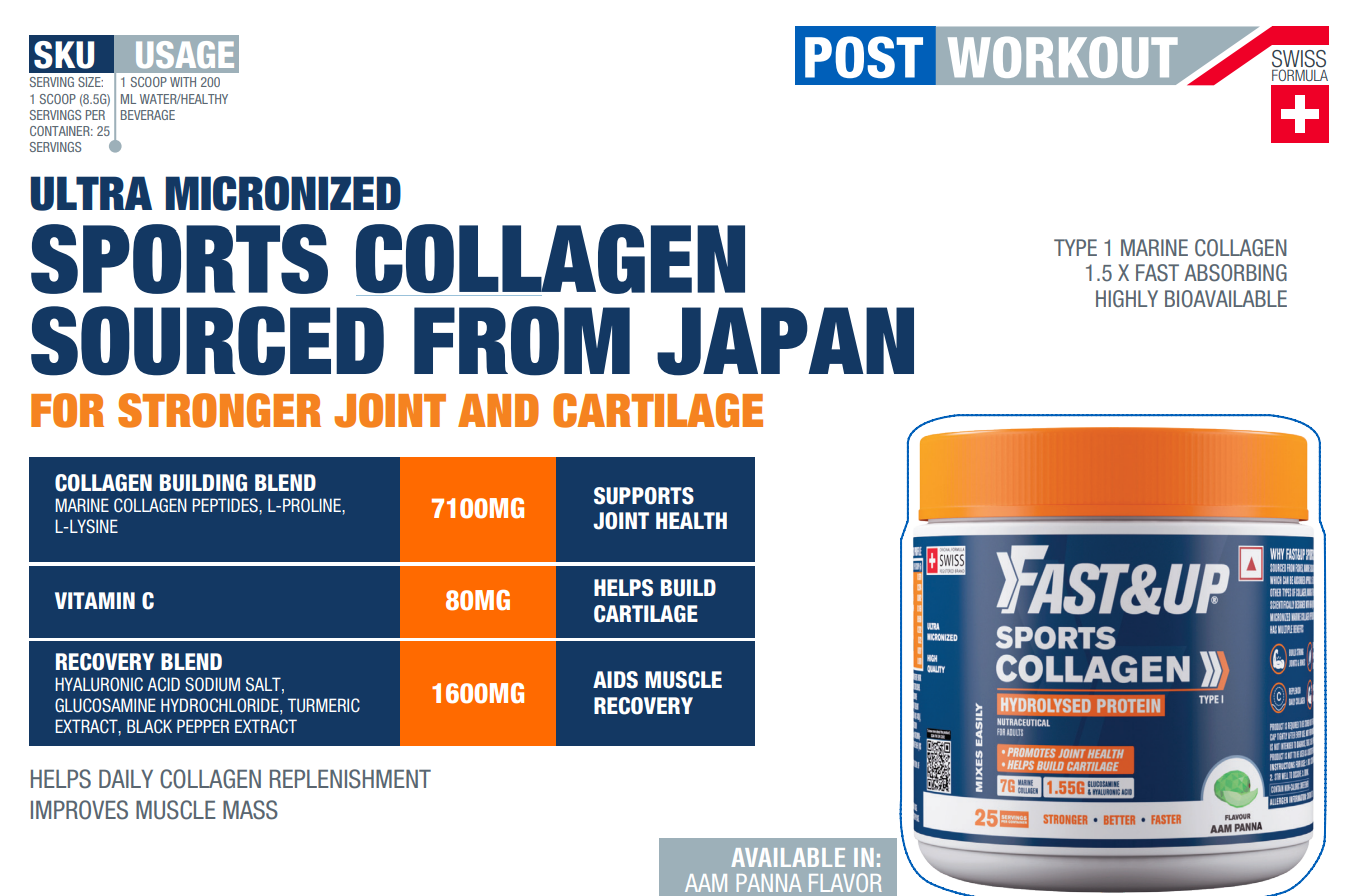 SKU USAGE
SERVING SIZE:
1 SCOOP (8.5G)
SERVINGS PER
CONTAINER: 25
SERVINGS
1 SCOOP WITH 200
ML WATER/HEALTHY
BEVERAGE
POST WORKOUT
SWISS
FORMULA
ULTRA MICRONIZED
SPORTS COLLAGEN
SOURCED FROM JAPAN
FOR STRONGER JOINT AND CARTILAGE
TYPE 1 MARINE COLLAGEN
1.5 X FAST ABSORBING
HIGHLY BIOAVAILABLE
COLLAGEN BUILDING BLEND
MARINE COLLAGEN PEPTIDES, L-PROLINE,
L-LYSINE
7100MG
SUPPORTS
JOINT HEALTH
VITAMIN C
80MG
HELPS BUILD
CARTILAGE
RECOVERY BLEND
HYALURONIC ACID SODIUM SALT,
GLUCOSAMINE HYDROCHLORIDE, TURMERIC
EXTRACT, BLACK PEPPER EXTRACT
1600MG
AIDS MUSCLE
RECOVERY
HELPS DAILY COLLAGEN REPLENISHMENT
IMPROVES MUSCLE MASS
AVAILABLE IN:
AAM PANNA FLAVOR
SWISS
FAST&UP®
ULTRA
MICRONIZED
HIGH
QUALITY
SPORTS
COLLAGEN
TYPE I
HYDROLYSED PROTEIN
NUTRACEUTICAL
FOR ADULTS
MIXES EASILY
• PROMOTES JOINT HEALTH
• HELPS BUILD CARTILAGE
7G MARINE
COLLAGEN
1.55G GLUCOSAMINE
& HYALURONIC ACID
25 SERVINGS
STRONGER • BETTER • FASTER
FLAVOUR
AAM PANNA
WHY FAST&UP